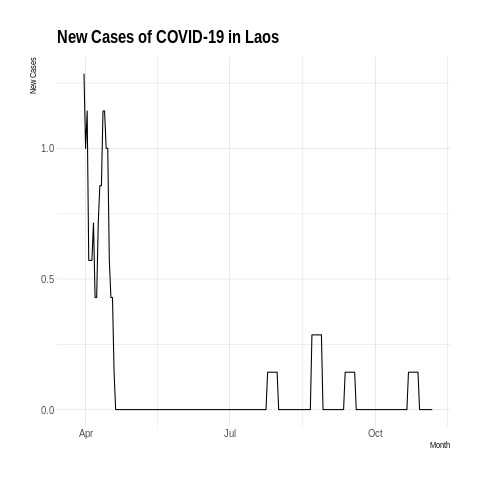 New Cases of COVID-19 in Laos
New Cases
1.0
0.5
0.0
Apr
Jul
Oct
Month